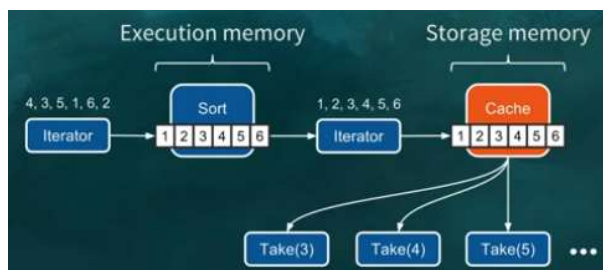 Execution memory
Storage memory
4, 3, 5, 1, 6, 2
Sort
1, 2, 3, 4, 5, 6
Cache
Iterator
1 2 3 4 5 6
Iterator
1 2 3 4 5 6
Take(3)
Take(4)
Take(5)
•••